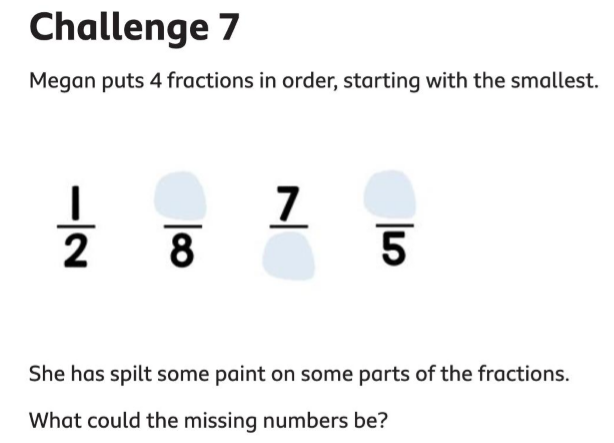 Challenge 7
Megan puts 4 fractions in order, starting with the smallest.
1 7
2 8 5
She has spilt some paint on some parts of the fractions.
What could the missing numbers be?